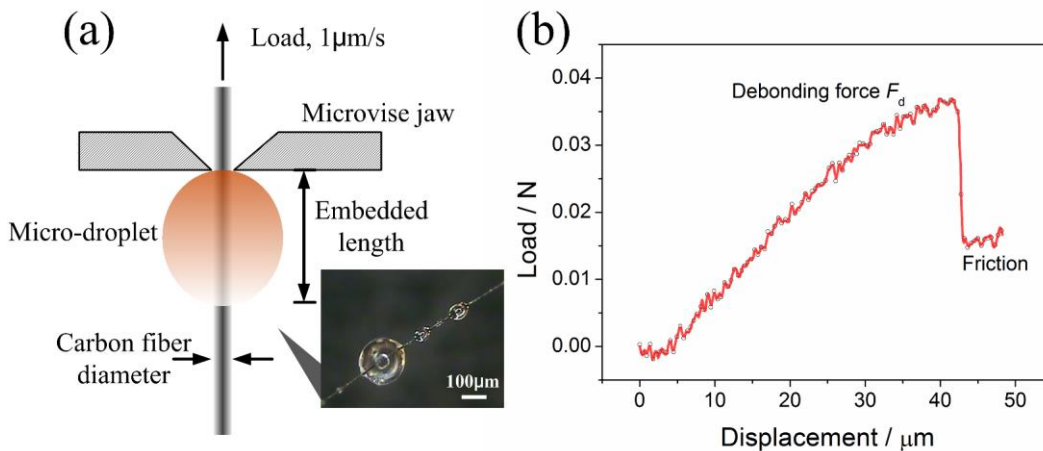 (a)
Load, 1μm/s
Microvise jaw
Micro-droplet
Embedded
length
Carbon fiber
diameter
100μm
(b)
Load / N
0.04
0.03
0.02
0.01
0.00
Debonding force Fd
Friction
0
10
20
30
40
50
Displacement / μm